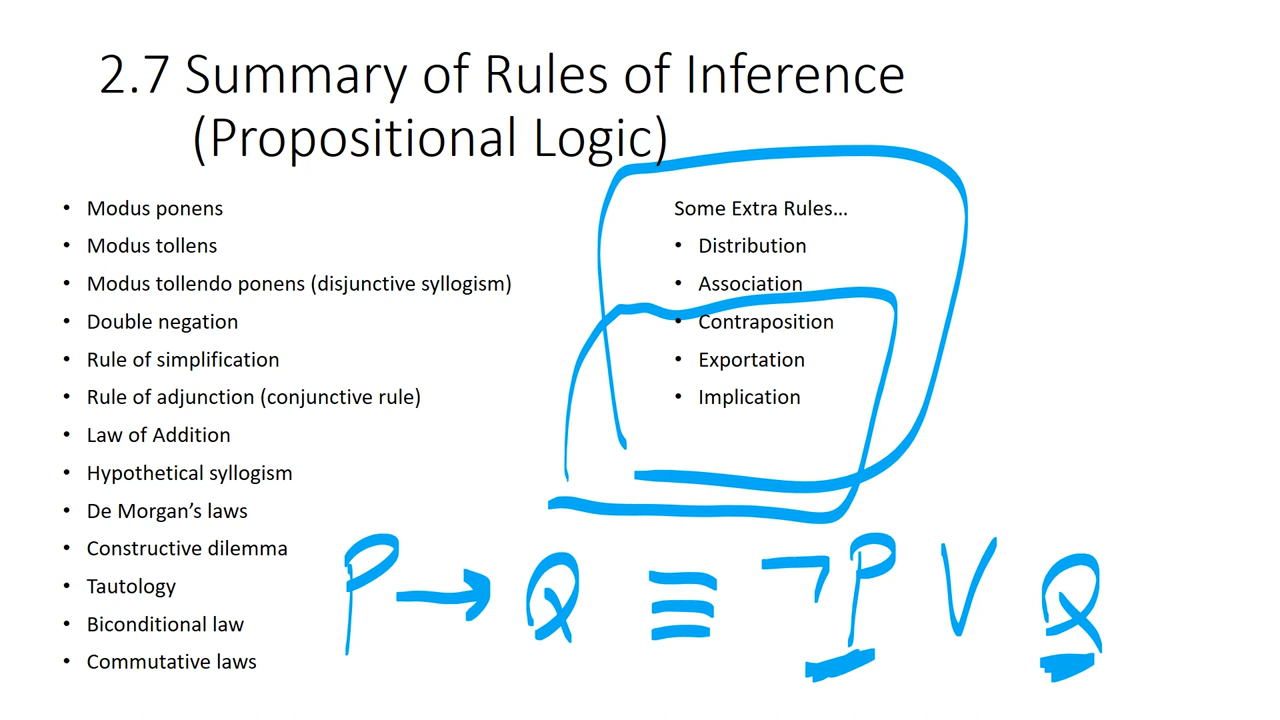 2.7 Summary of Rules of Inference
(Propositional Logic)
• Modus ponens
• Modus tollens
• Modus tollendo ponens (disjunctive syllogism)
• Double negation
• Rule of simplification
• Rule of adjunction (conjunctive rule)
• Law of Addition
• Hypothetical syllogism
• De Morgan’s laws
• Constructive dilemma
• Tautology
• Biconditional law
• Commutative laws
Some Extra Rules…
• Distribution
• Association
• Contraposition
• Exportation
• Implication
P → Q ≡ ¬P ∨ Q